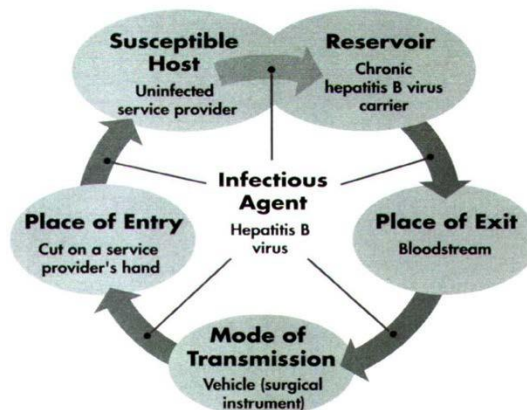 Susceptible
Host
Uninfected
service provider
Reservoir
Chronic
hepatitis B virus
carrier
Infectious
Agent
Hepatitis B
virus
Place of Entry
Cut on a service
provider's hand
Place of Exit
Bloodstream
Mode of
Transmission
Vehicle (surgical
instrument)